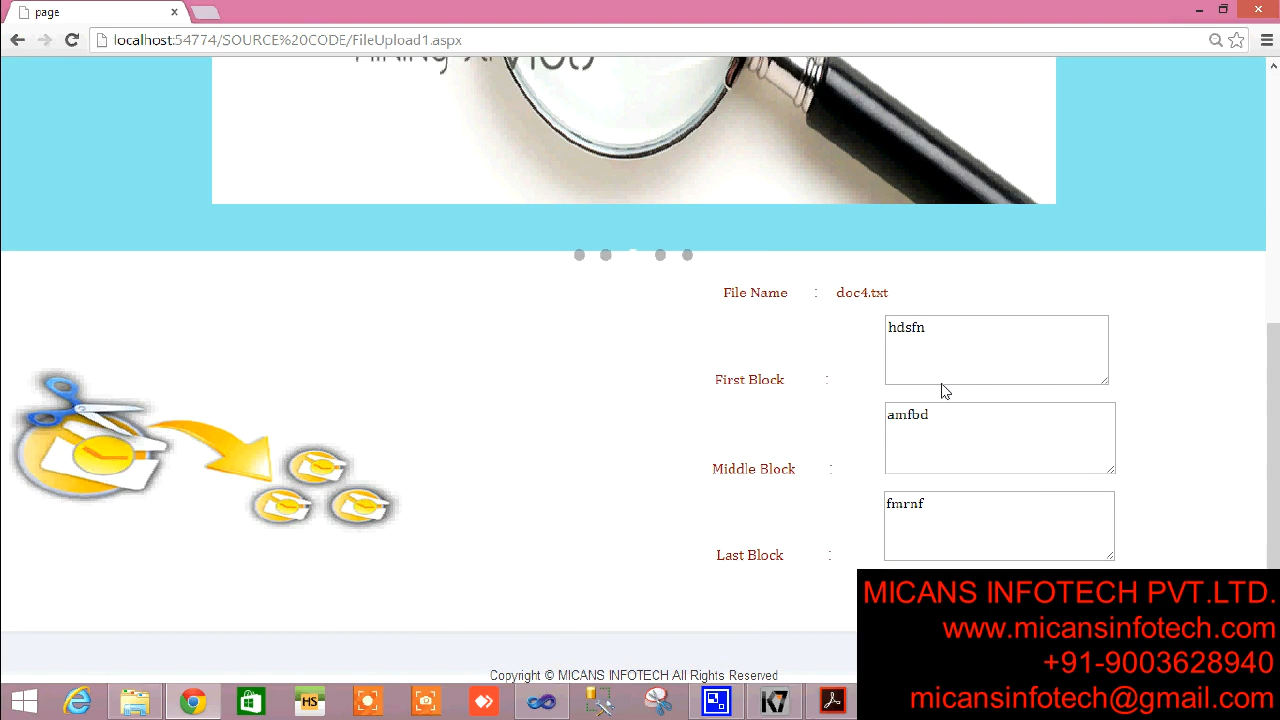 page
localhost:54774/SOURCE%20CODE/FileUpload1.aspx
File Name : doc4.txt
hdsfn
First Block :
amfbd
Middle Block :
fmrnf
Last Block :
MICANS INFOTECH PVT.LTD.
www.micansinfotech.com
+91-9003628940
micansinfotech@gmail.com
Copyright © MICANS INFOTECH All Rights Reserved
HS
K7